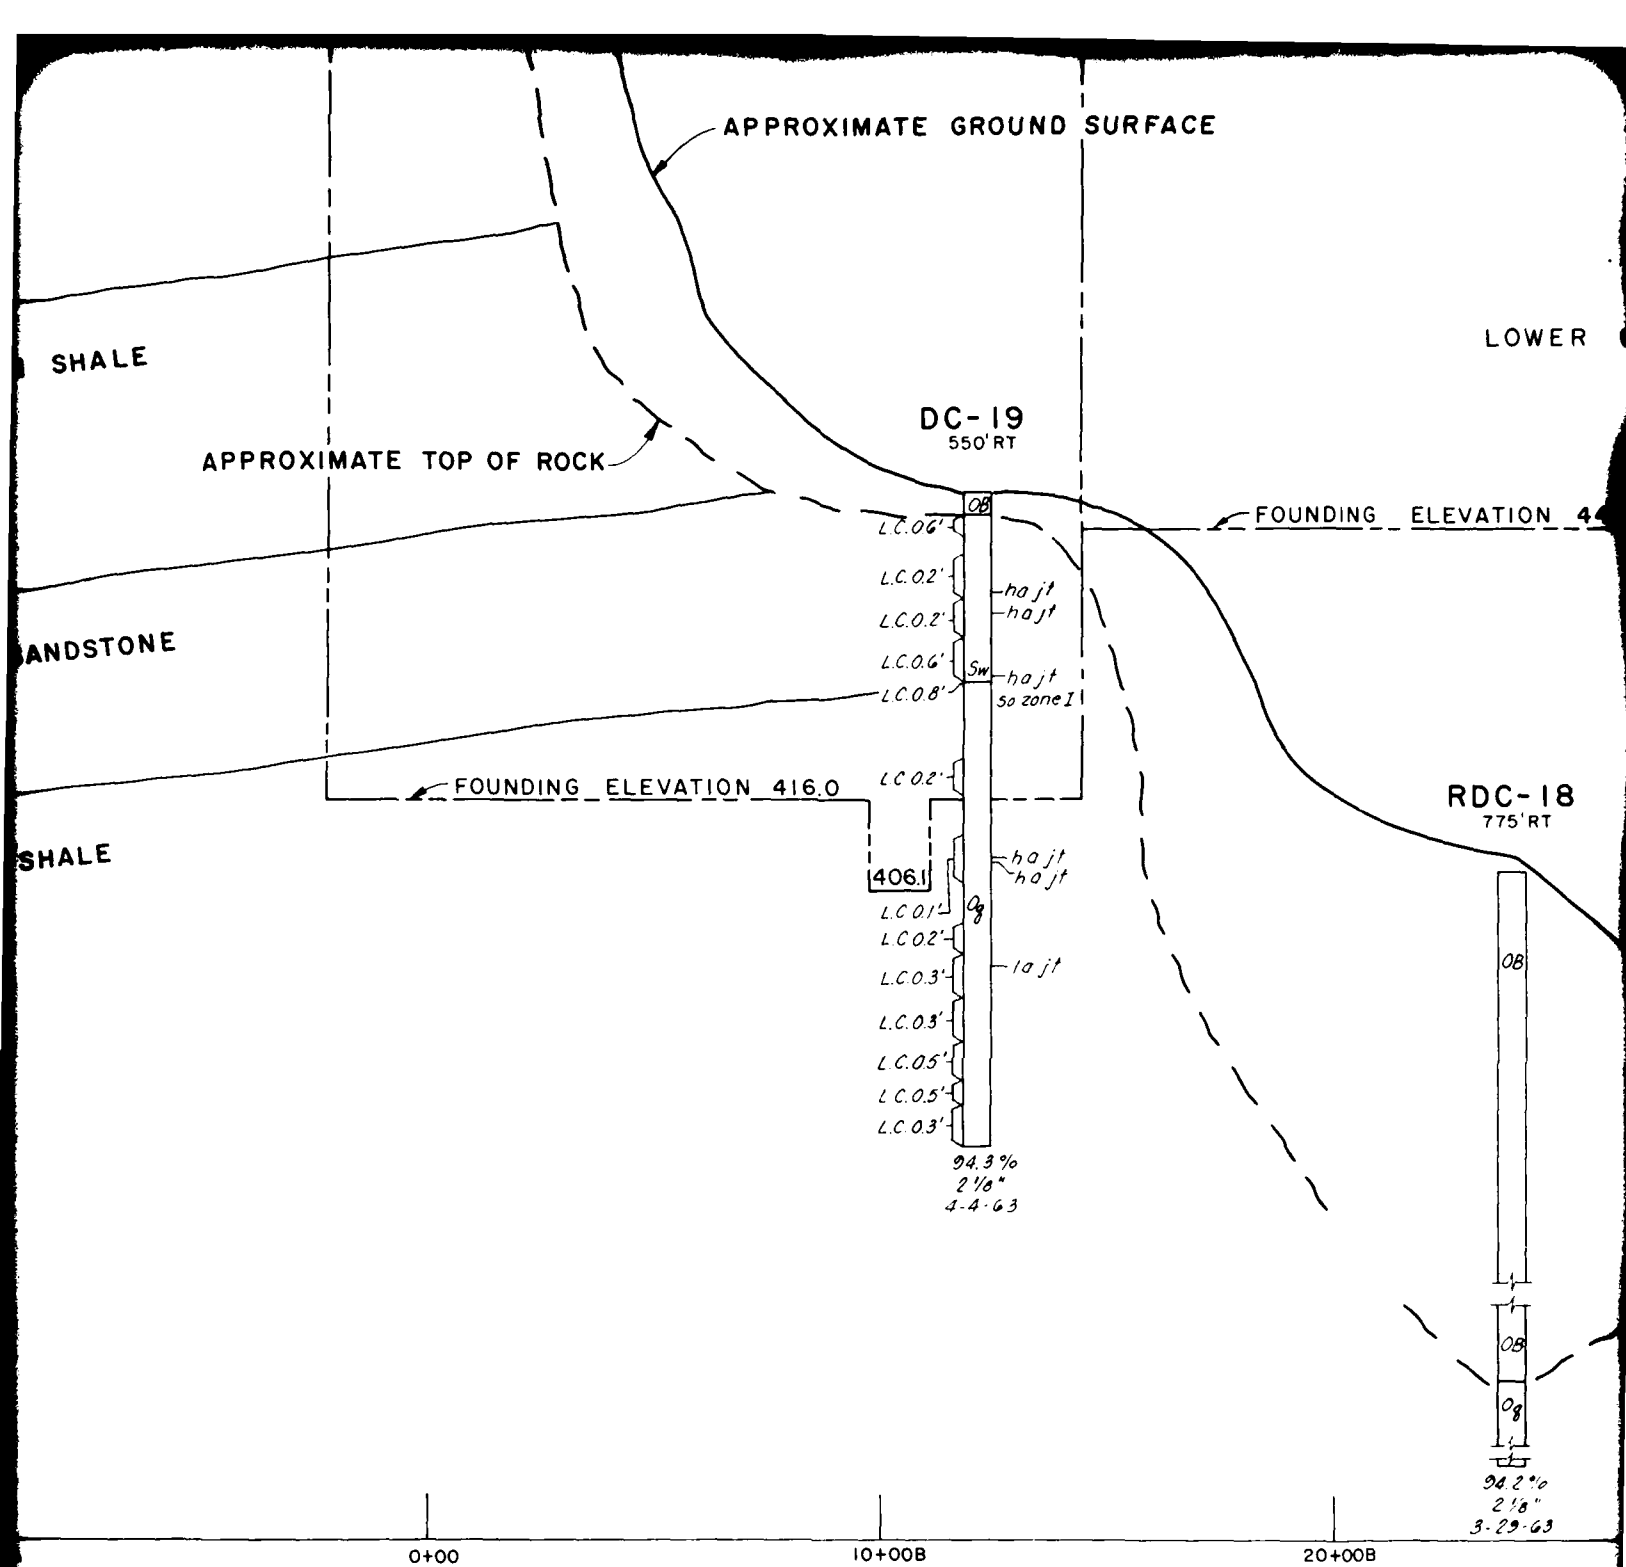 APPROXIMATE GROUND SURFACE
LOWER
SHALE
DC-19
550' RT
APPROXIMATE TOP OF ROCK
OB
FOUNDING ELEVATION
L.C.0.6'
L.C.0.2'
ha jt
ha jt
L.C.0.2'
ANDSTONE
L.C.0.6'
Sw
ha jt
L.C.0.8'
so zone I
L.C 0.2'
FOUNDING ELEVATION 416.0
RDC-18
775' RT
SHALE
ha jt
ha jt
406.1
L.C 0.1'
Og
L.C 0.2'
OB
la jt
L.C.0.3'
L.C.0.3'
L.C.0.5'
L.C.0.5'
L.C.0.3'
94.3%
2 1/8"
4-4-63
OB
Og
94.2%
2 1/8"
3-29-63
0+00
10+00B
20+00B